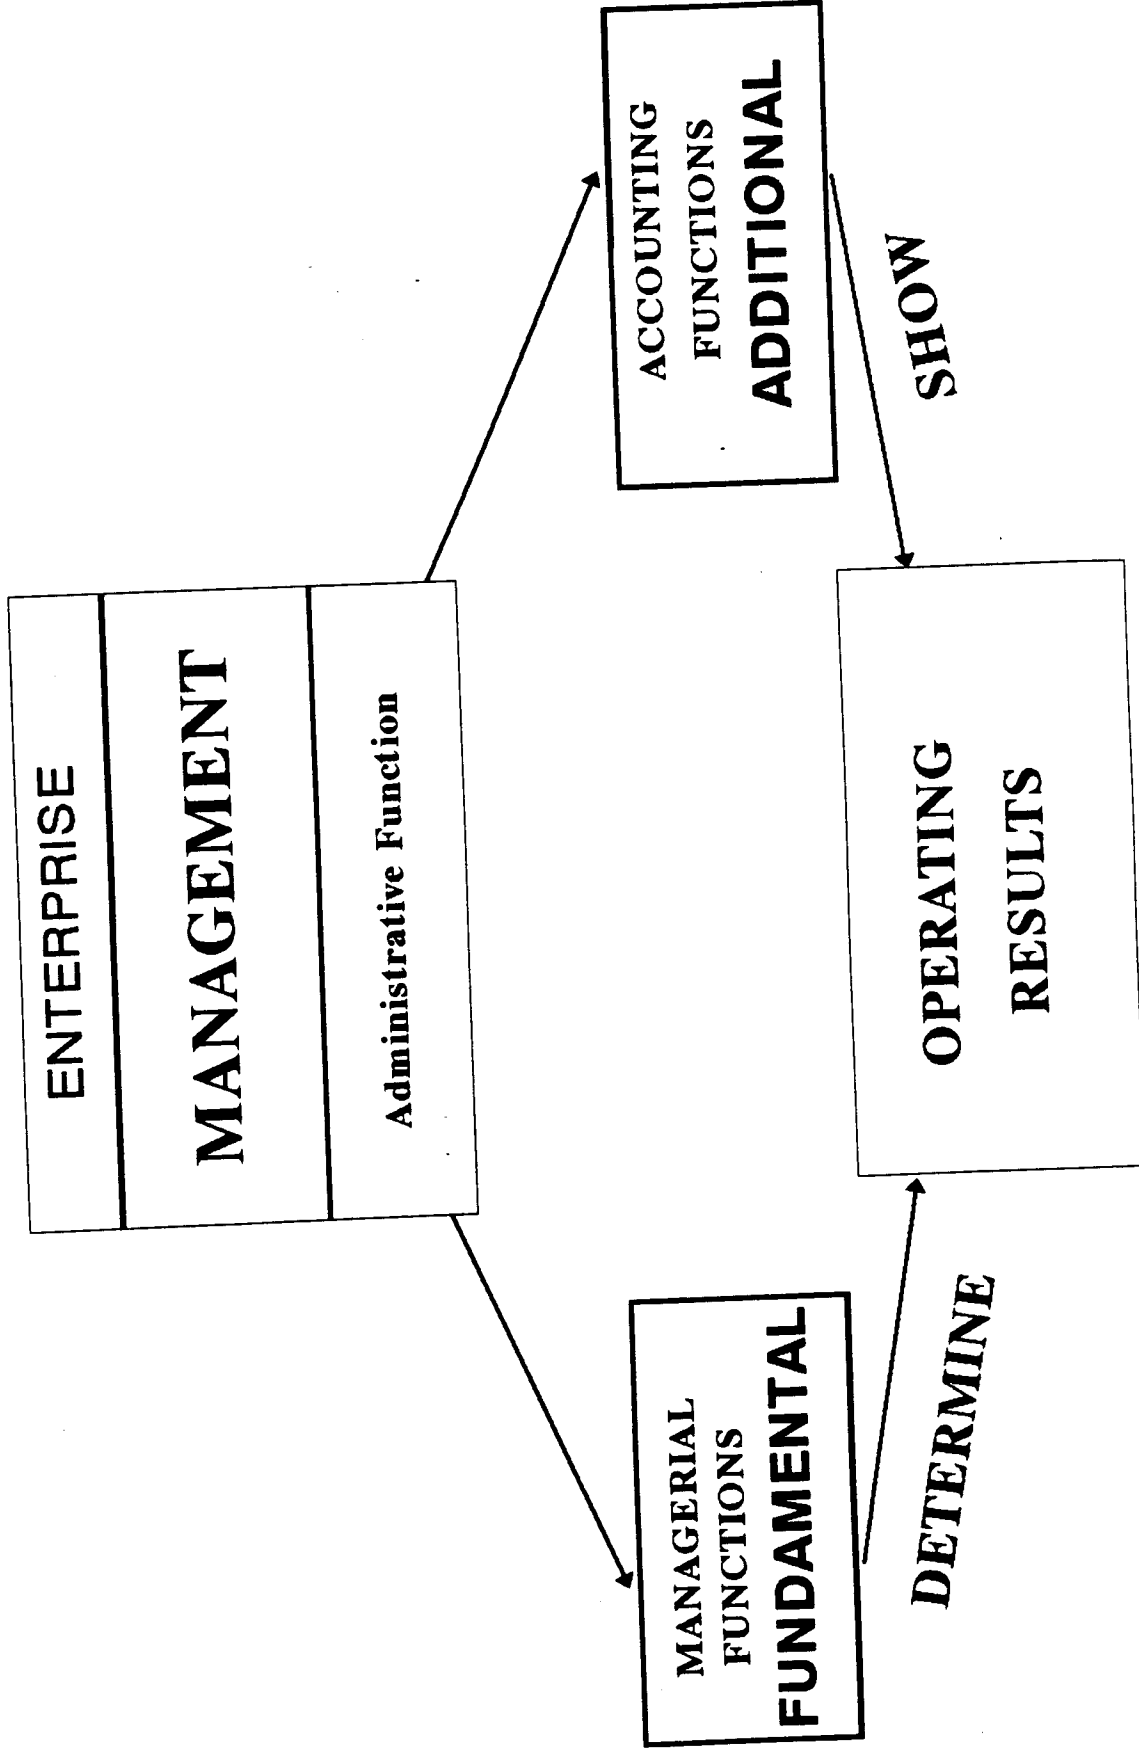 ENTERPRISE
MANAGEMENT
Administrative Function
MANAGERIAL
FUNCTIONS
FUNDAMENTAL
ACCOUNTING
FUNCTIONS
ADDITIONAL
DETERMINE
SHOW
OPERATING
RESULTS